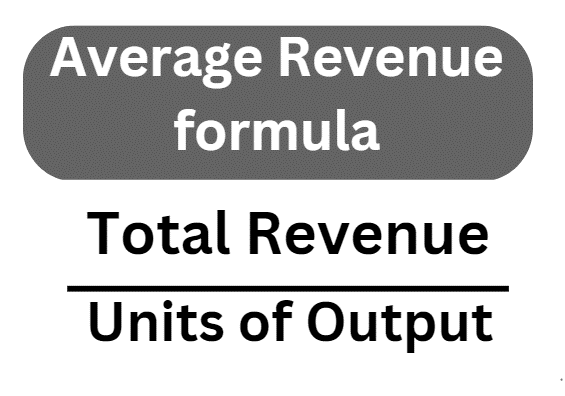 Average Revenue
formula
Total Revenue
Units of Output